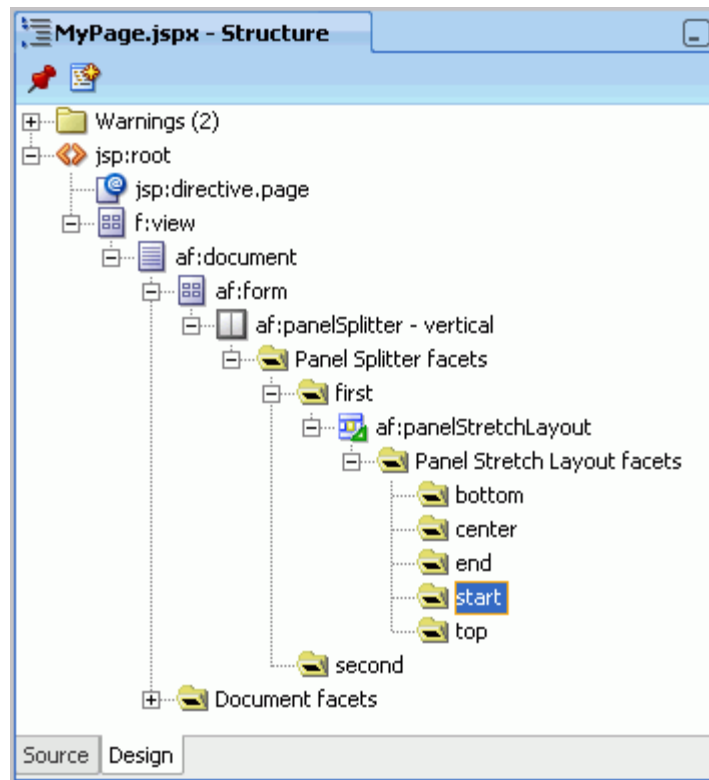 MyPage.jspx - Structure
Warnings (2)
jsp:root
jsp:directive.page
f:view
af:document
af:form
af:panelSplitter - vertical
Panel Splitter facets
first
af:panelStretchLayout
Panel Stretch Layout facets
bottom
center
end
start
top
second
Document facets
Source Design